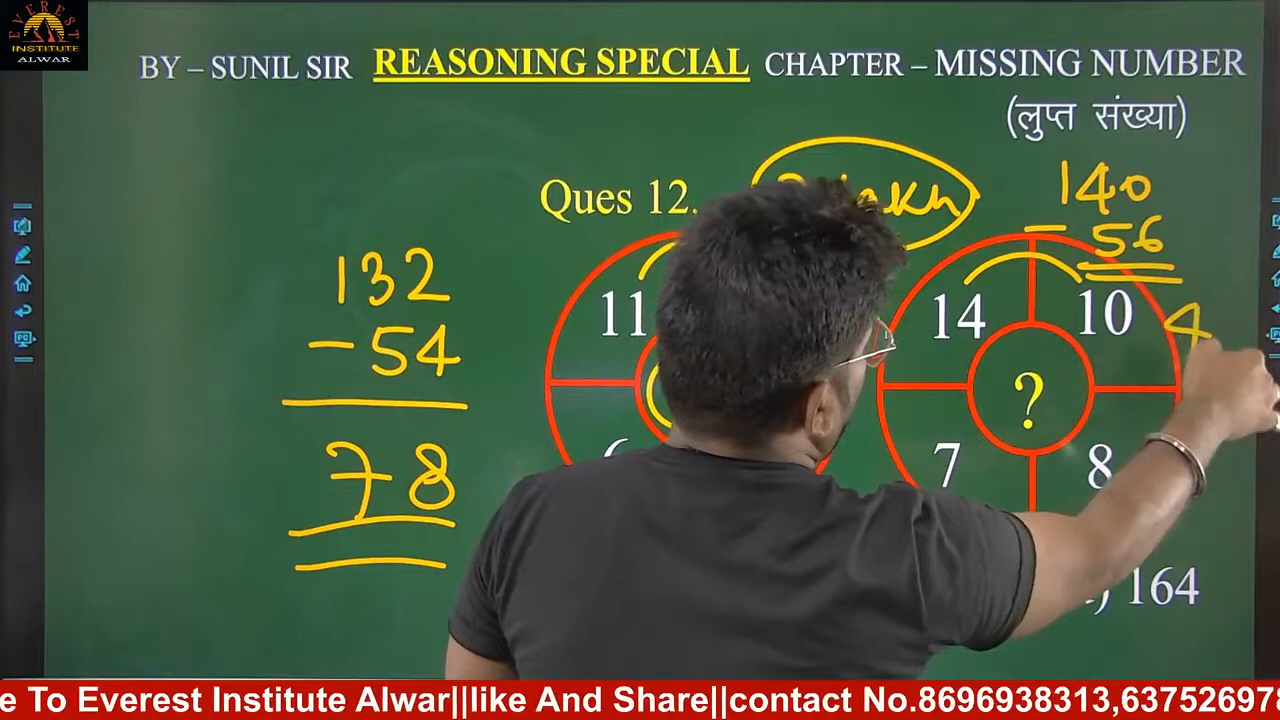 EVEREST
INSTITUTE
ALWAR
BY – SUNIL SIR REASONING SPECIAL CHAPTER – MISSING NUMBER
(लुप्त संख्या)
Ques 12.
140
– 56
4
132
– 54
78
11
14 10
?
7 8
164
e To Everest Institute Alwar||like And Share||contact No.8696938313,637526978